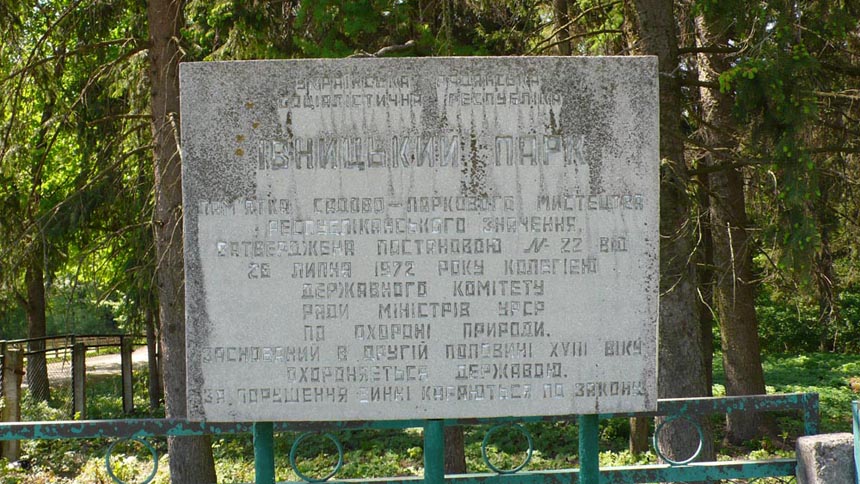 УКРАЇНСЬКА РАДЯНСЬКА
СОЦІАЛІСТИЧНА РЕСПУБЛІКА
ІВНИЦЬКИЙ ПАРК
ПАМ'ЯТКА САДОВО-ПАРКОВОГО МИСТЕЦТВА
РЕСПУБЛІКАНСЬКОГО ЗНАЧЕННЯ,
ЗАТВЕРДЖЕНА ПОСТАНОВОЮ № 22 ВІД
26 ЛИПНЯ 1972 РОКУ КОЛЕГІЄЮ
ДЕРЖАВНОГО КОМІТЕТУ
РАДИ МІНІСТРІВ УРСР
ПО ОХОРОНІ ПРИРОДИ.
ЗАСНОВАНИЙ В ДРУГІЙ ПОЛОВИЧІ XVIII ВІКУ
ОХОРОНЯЄТЬСЯ ДЕРЖАВОЮ.
ЗА ПОРУШЕННЯ ВИННІ КАРАЮТЬСЯ ПО ЗАКОНУ